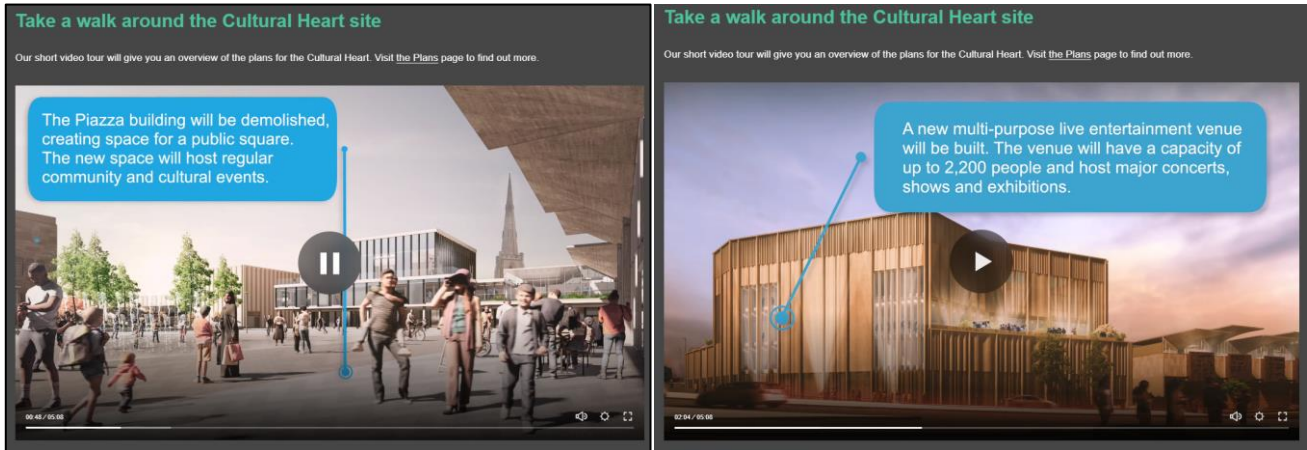 Take a walk around the Cultural Heart site
Our short video tour will give you an overview of the plans for the Cultural Heart. Visit the Plans page to find out more.
The Piazza building will be demolished,
creating space for a public square.
The new space will host regular
community and cultural events.
00:48 / 05:08
Take a walk around the Cultural Heart site
Our short video tour will give you an overview of the plans for the Cultural Heart. Visit the Plans page to find out more.
A new multi-purpose live entertainment venue
will be built. The venue will have a capacity of
up to 2,200 people and host major concerts,
shows and exhibitions.
02:04 / 05:08